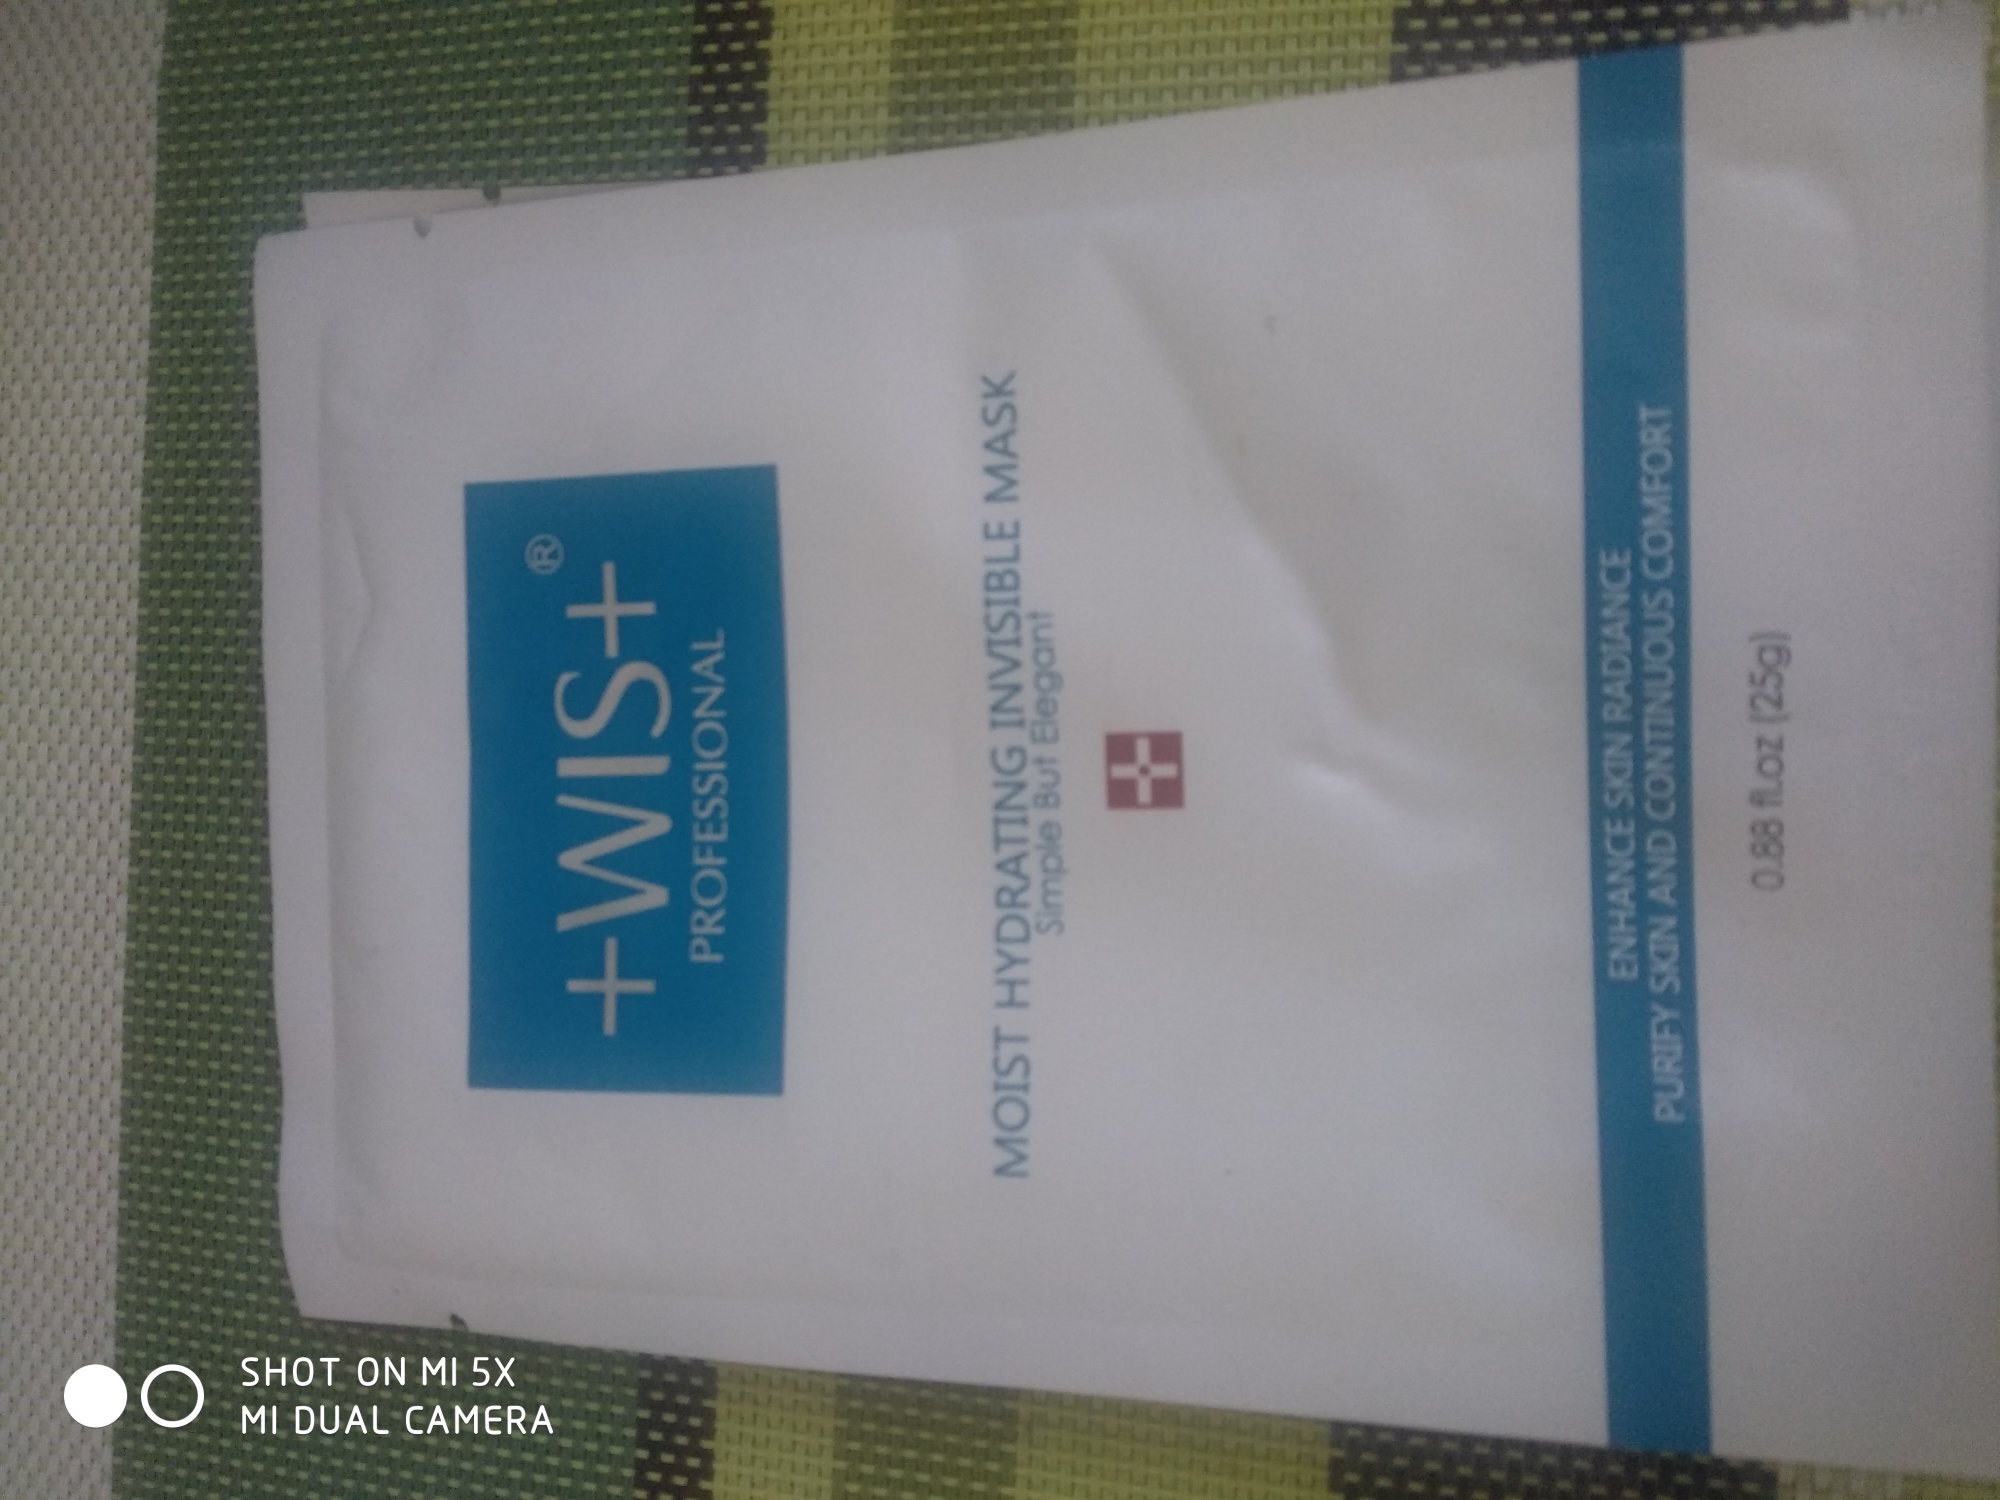 +WIS+®
PROFESSIONAL
MOIST HYDRATING INVISIBLE MASK
Simple But Elegant
ENHANCE SKIN RADIANCE
PURIFY SKIN AND CONTINUOUS COMFORT
0.88 fl.oz (25g)
SHOT ON MI 5X
MI DUAL CAMERA